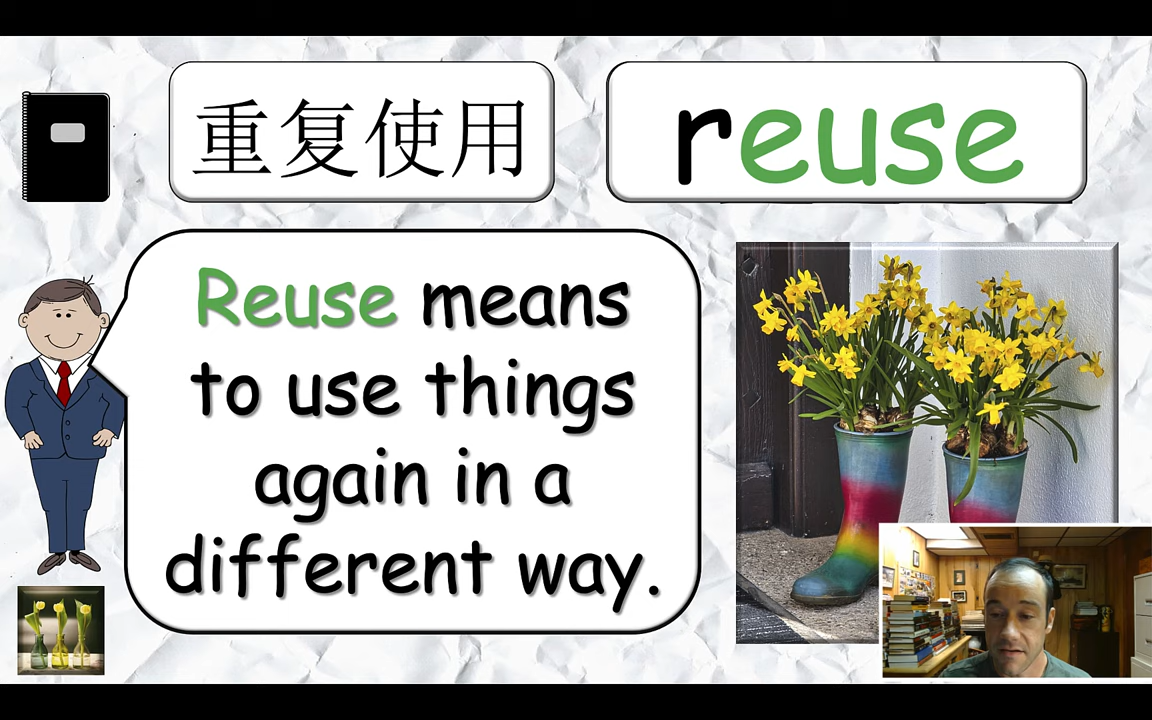 重复使用
reuse
Reuse means
to use things
again in a
different way.